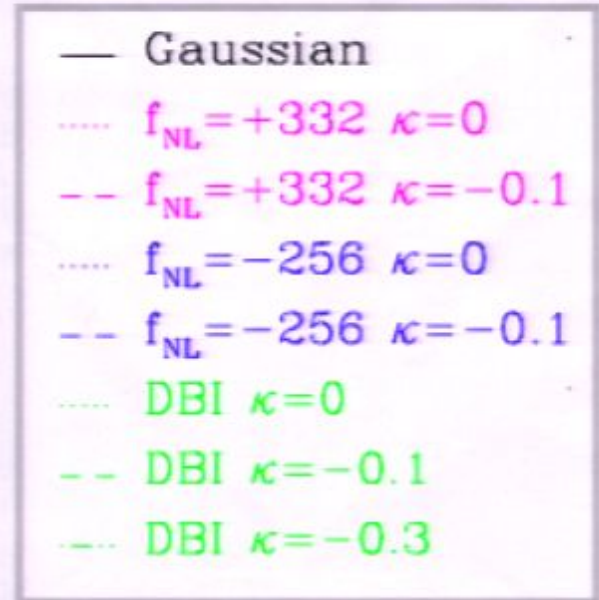 Gaussian
f_NL=+332 κ=0
f_NL=+332 κ=-0.1
f_NL=-256 κ=0
f_NL=-256 κ=-0.1
DBI κ=0
DBI κ=-0.1
DBI κ=-0.3